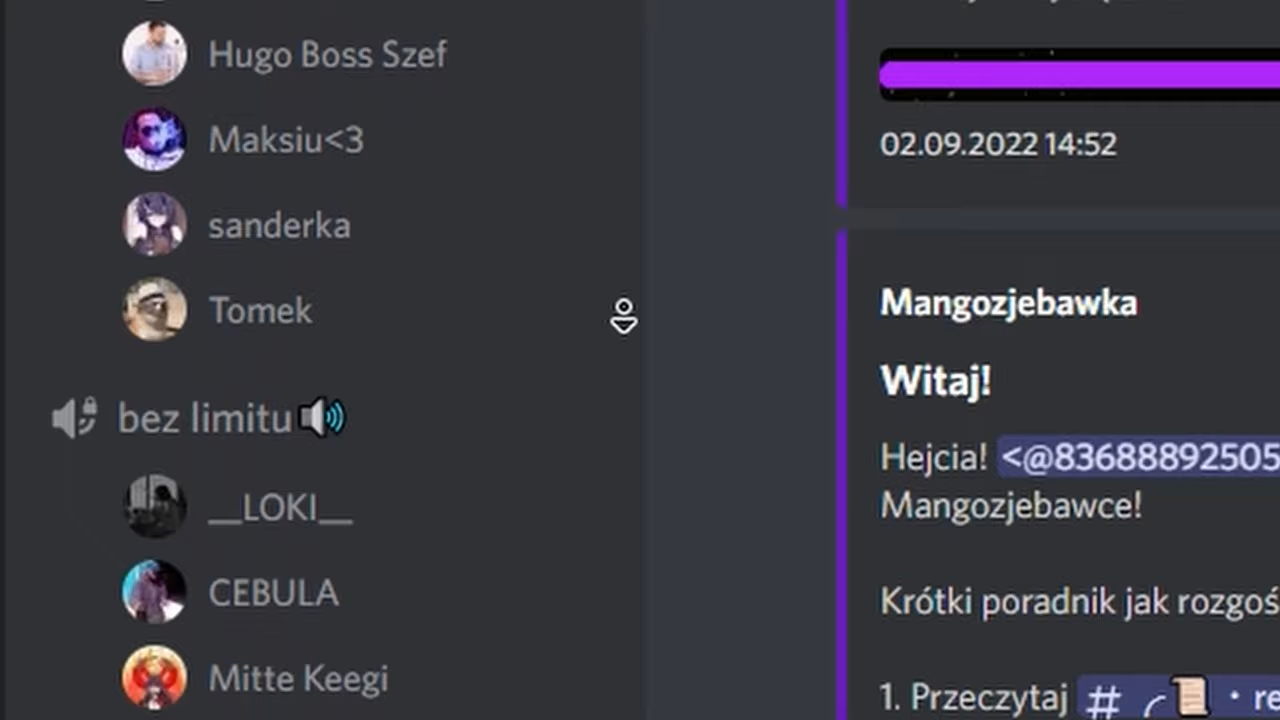 Hugo Boss Szef
Maksiu<3
sanderka
Tomek
bez limitu
__LOKI__
CEBULA
Mitte Keegi
02.09.2022 14:52
Mangozjebawka
Witaj!
Hejcia! <@83688892505
Mangozjebawce!
Krótki poradnik jak rozgoś
1. Przeczytaj # ╭📜・re